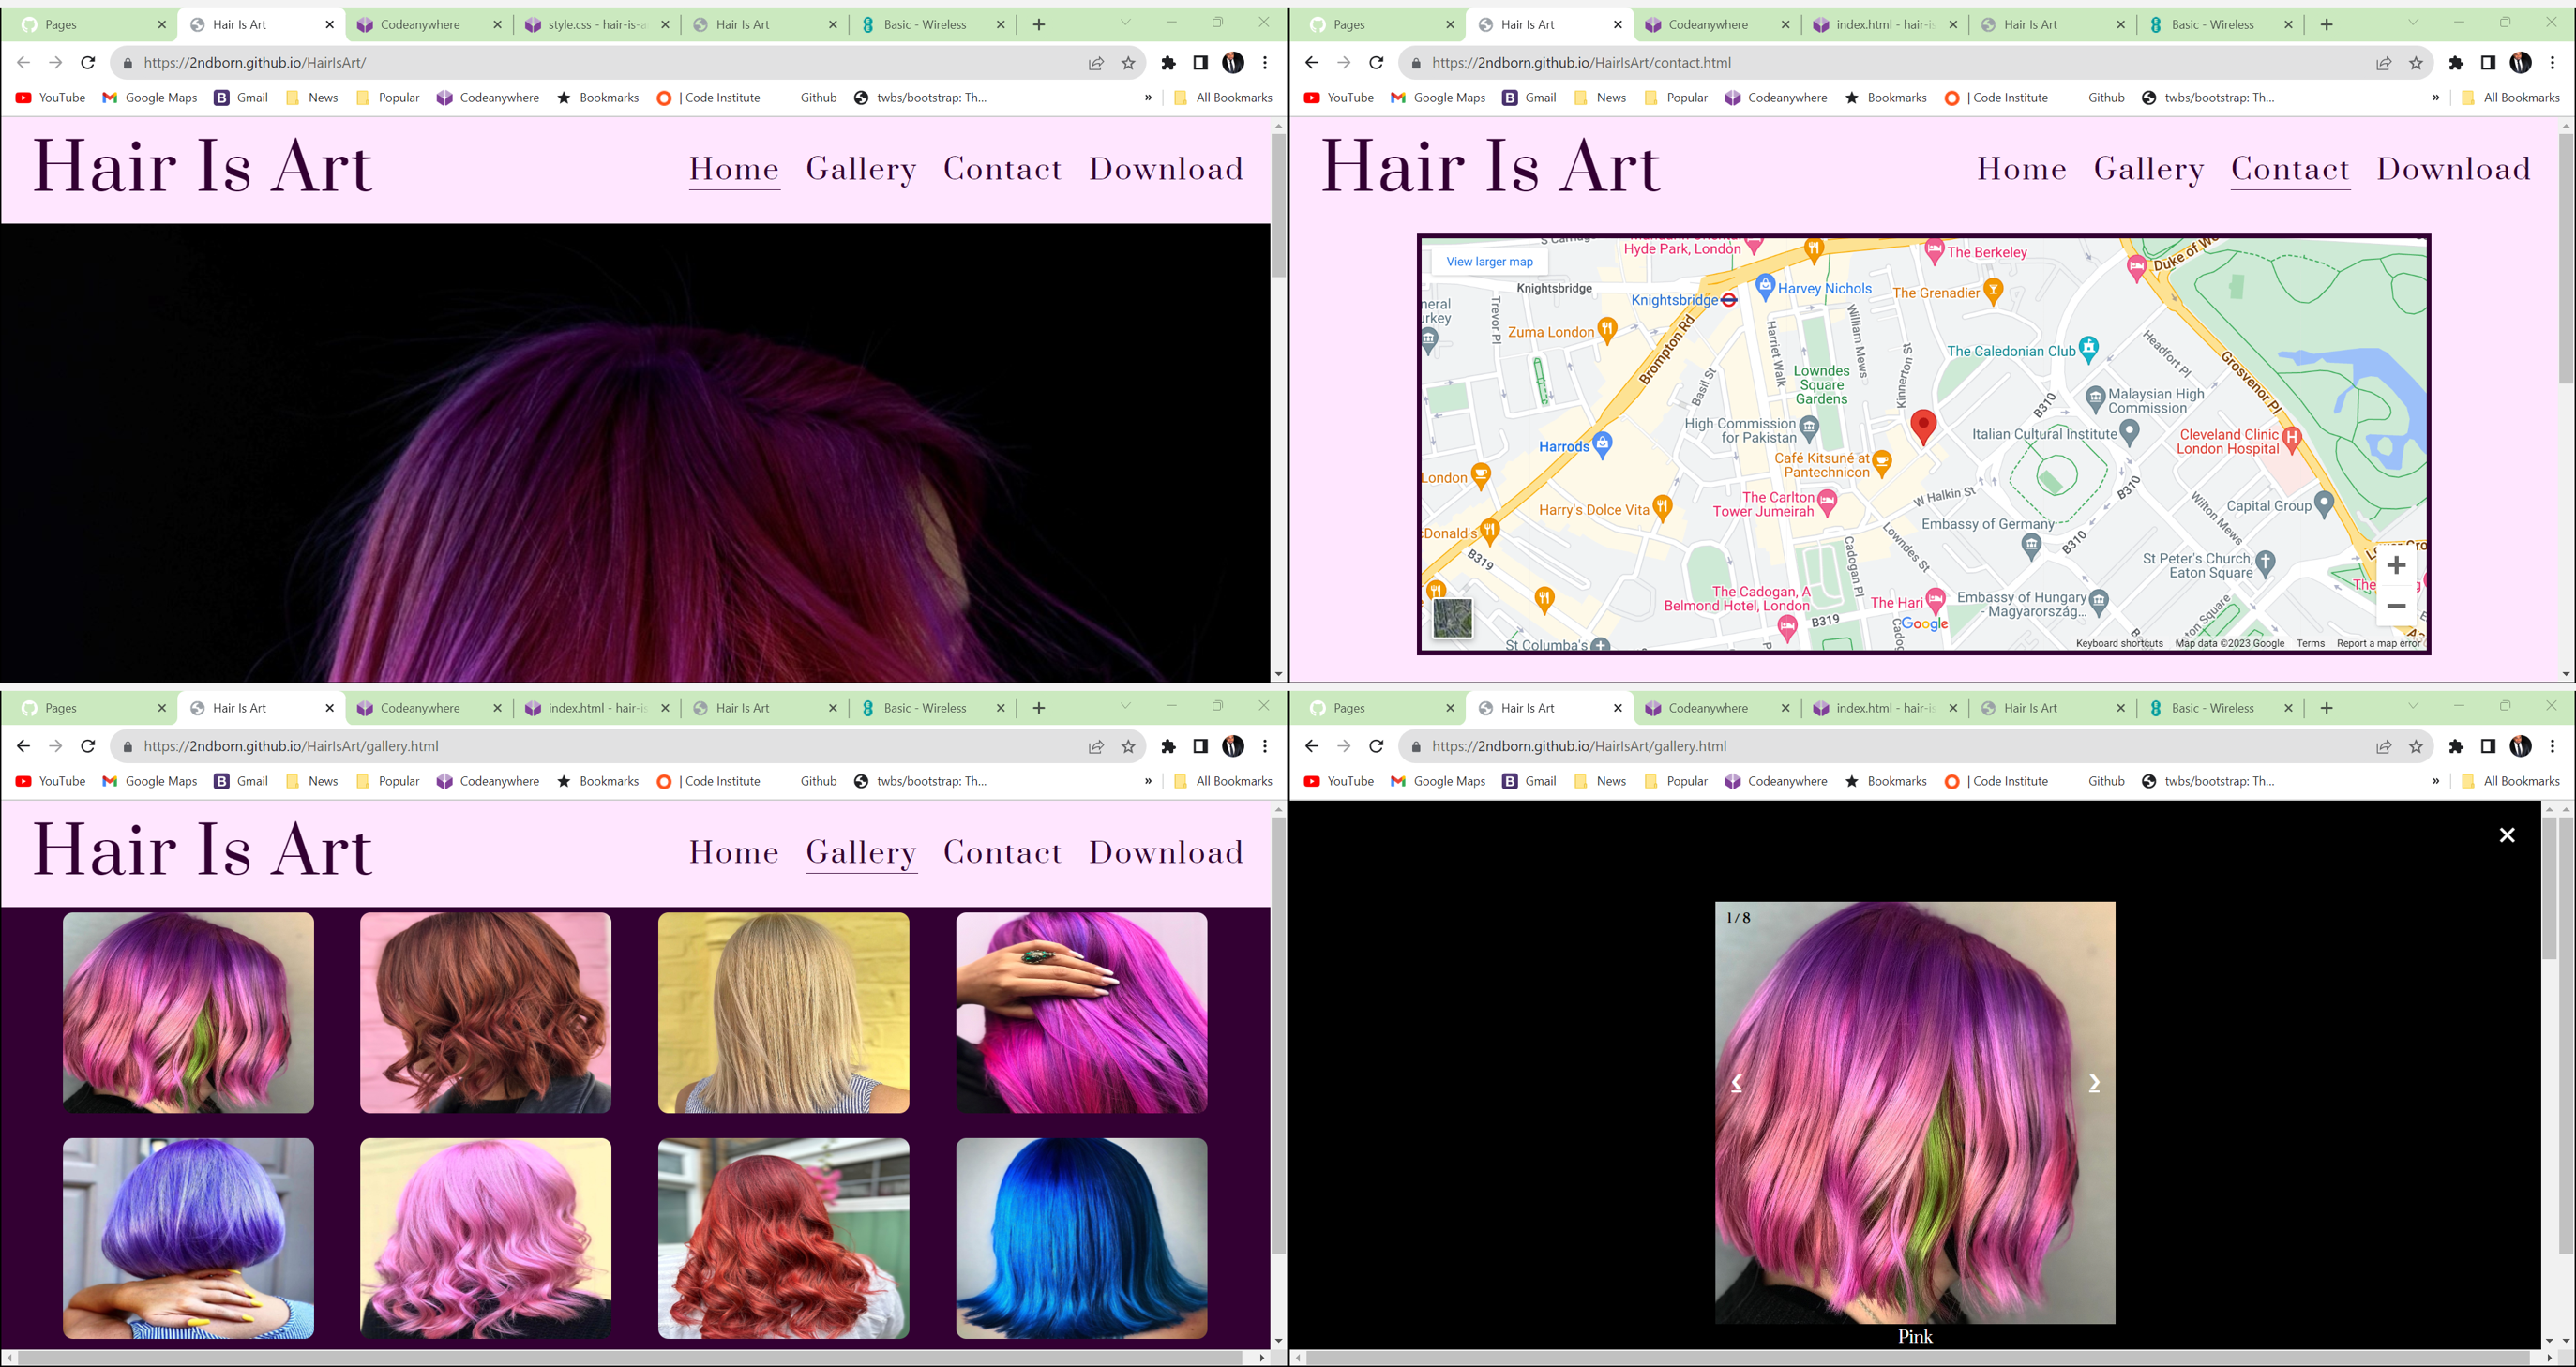 Pages
Hair Is Art
Codeanywhere
style.css - hair-is-a
Hair Is Art
Basic - Wireless
https://2ndborn.github.io/HairIsArt/
YouTube
Google Maps
Gmail
News
Popular
Codeanywhere
Bookmarks
| Code Institute
Github
twbs/bootstrap: Th...
»
All Bookmarks
Hair Is Art
Home Gallery Contact Download
Pages
Hair Is Art
Codeanywhere
index.html - hair-is
Hair Is Art
Basic - Wireless
https://2ndborn.github.io/HairIsArt/contact.html
YouTube
Google Maps
Gmail
News
Popular
Codeanywhere
Bookmarks
| Code Institute
Github
twbs/bootstrap: Th...
»
All Bookmarks
Hair Is Art
Home Gallery Contact Download
View larger map
Hyde Park, London
The Berkeley
Duke of We
Knightsbridge
Knightsbridge
Harvey Nichols
The Grenadier
neral
urkey
Trevor Pl
Zuma London
Brompton Rd
Harriet Walk
William Mews
Kinnerton St
The Caledonian Club
Headfort Pl
Grosvenor Pl
Basil St
Lowndes
Square
Gardens
B310
Malaysian High
Commission
High Commission
for Pakistan
Italian Cultural Institute
Cleveland Clinic
London Hospital
Harrods
Café Kitsuné at
Pantechnicon
London
The Carlton
Tower Jumeirah
W Halkin St
B310
Wilton Mews
Capital Group
Harry's Dolce Vita
Embassy of Germany
cDonald's
B319
Cadogan Pl
Lowndes St
B310
St Peter's Church,
Eaton Square
The Cadogan, A
Belmond Hotel, London
The Hari
Embassy of Hungary
- Magyarország...
B319
Google
St Columba's
Keyboard shortcuts
Map data ©2023 Google
Terms
Report a map error
Pages
Hair Is Art
Codeanywhere
index.html - hair-is
Hair Is Art
Basic - Wireless
https://2ndborn.github.io/HairIsArt/gallery.html
YouTube
Google Maps
Gmail
News
Popular
Codeanywhere
Bookmarks
| Code Institute
Github
twbs/bootstrap: Th...
»
All Bookmarks
Hair Is Art
Home Gallery Contact Download
Pages
Hair Is Art
Codeanywhere
index.html - hair-is
Hair Is Art
Basic - Wireless
https://2ndborn.github.io/HairIsArt/gallery.html
YouTube
Google Maps
Gmail
News
Popular
Codeanywhere
Bookmarks
| Code Institute
Github
twbs/bootstrap: Th...
»
All Bookmarks
1 / 8
Pink